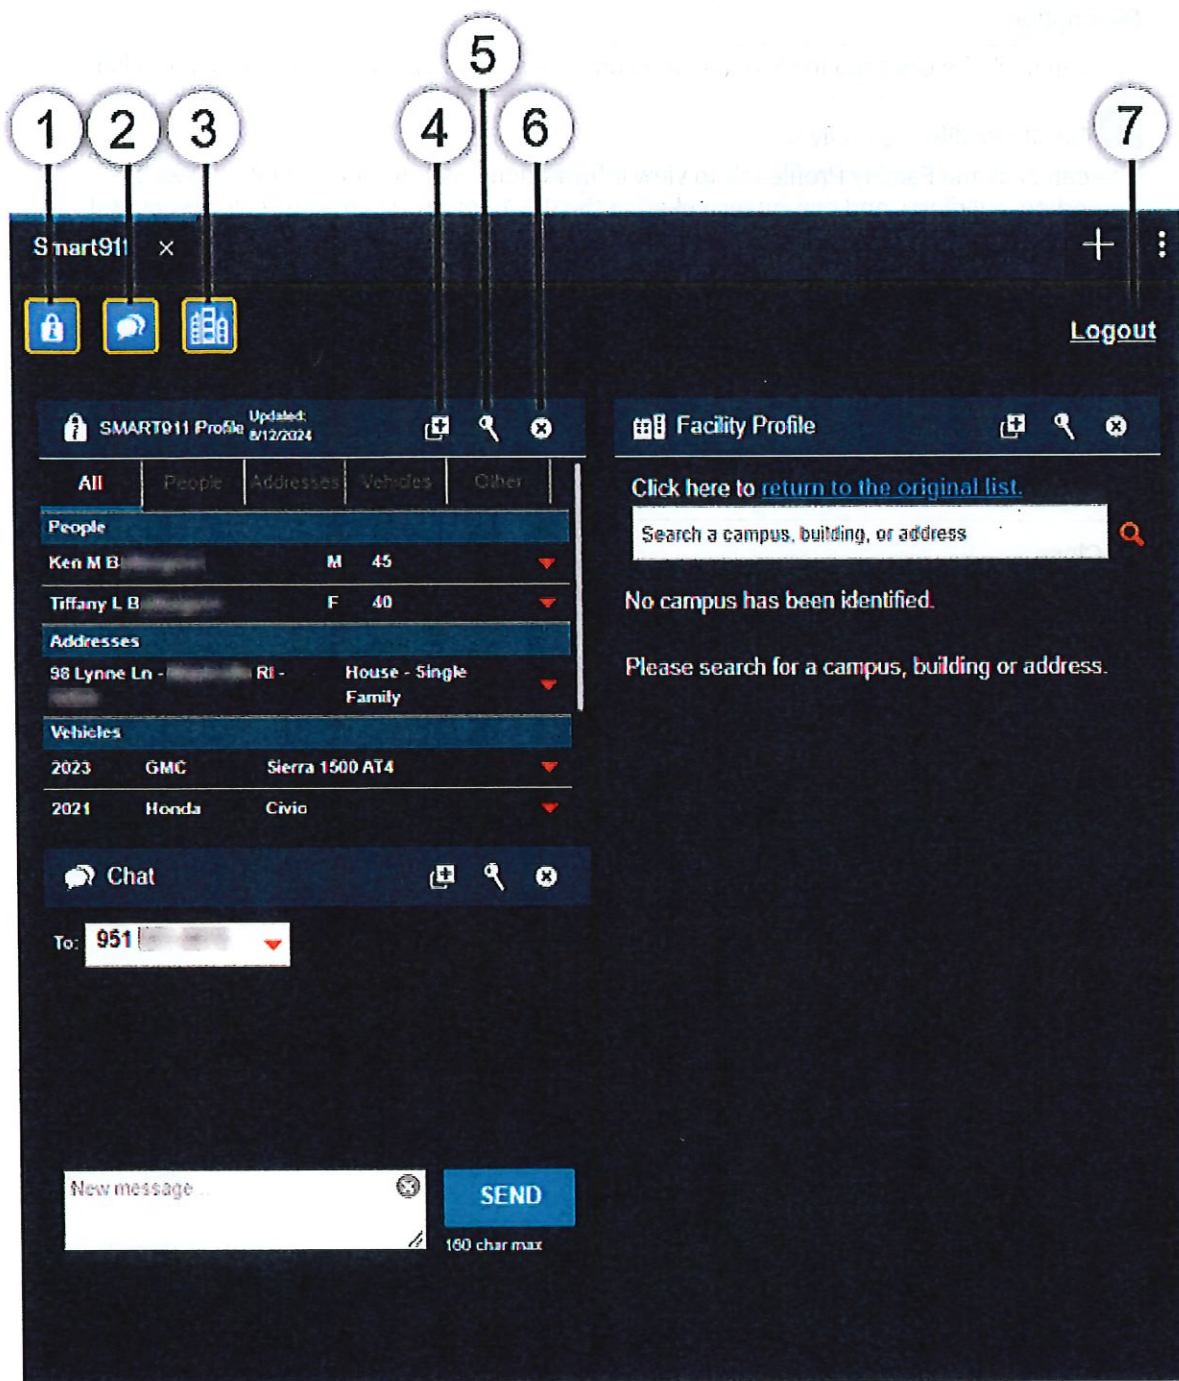 5
1 2 3 4 6 7
Smart911 ×
Logout
SMART911 Profile Updated: 8/12/2024
All People Addresses Vehicles Other
People
Ken M B M 45
Tiffany L B F 40
Addresses
98 Lynne Ln - RI - House - Single
Family
Vehicles
2023 GMC Sierra 1500 AT4
2021 Honda Civic
Chat
To: 951
New message...
SEND
160 char max
Facility Profile
Click here to return to the original list.
Search a campus, building, or address
No campus has been identified.
Please search for a campus, building or address.